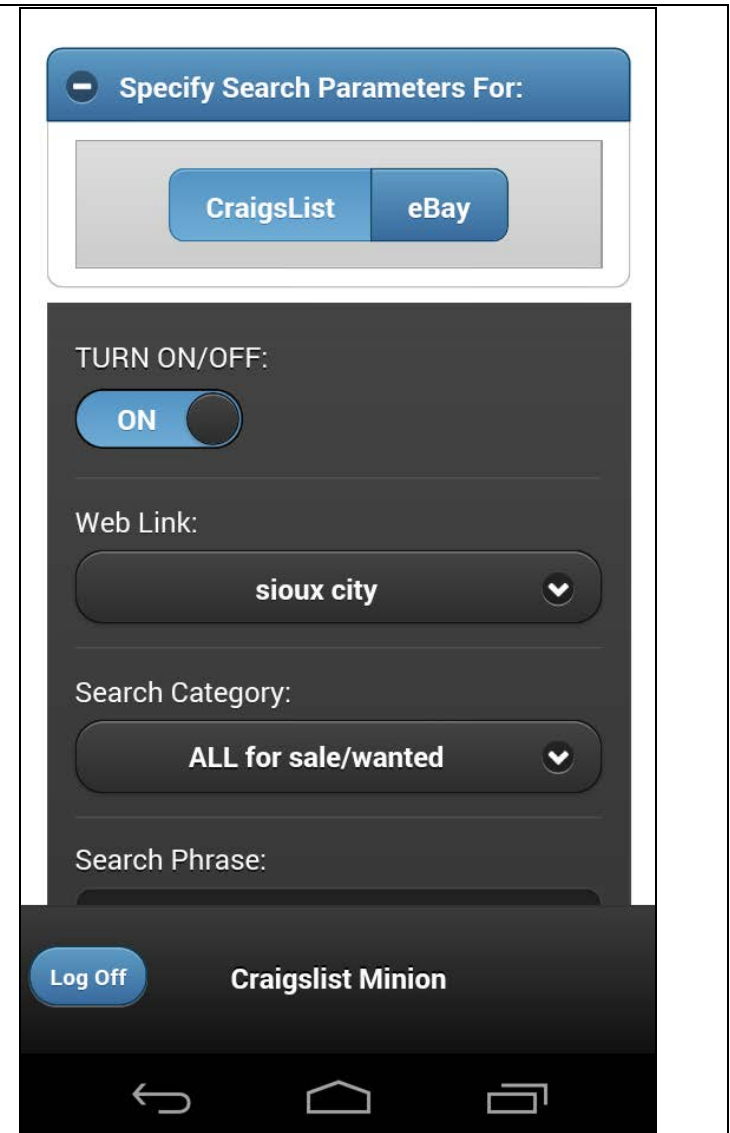 Specify Search Parameters For:
CraigsList eBay
TURN ON/OFF:
ON
Web Link:
sioux city
Search Category:
ALL for sale/wanted
Search Phrase:
Log Off Craigslist Minion